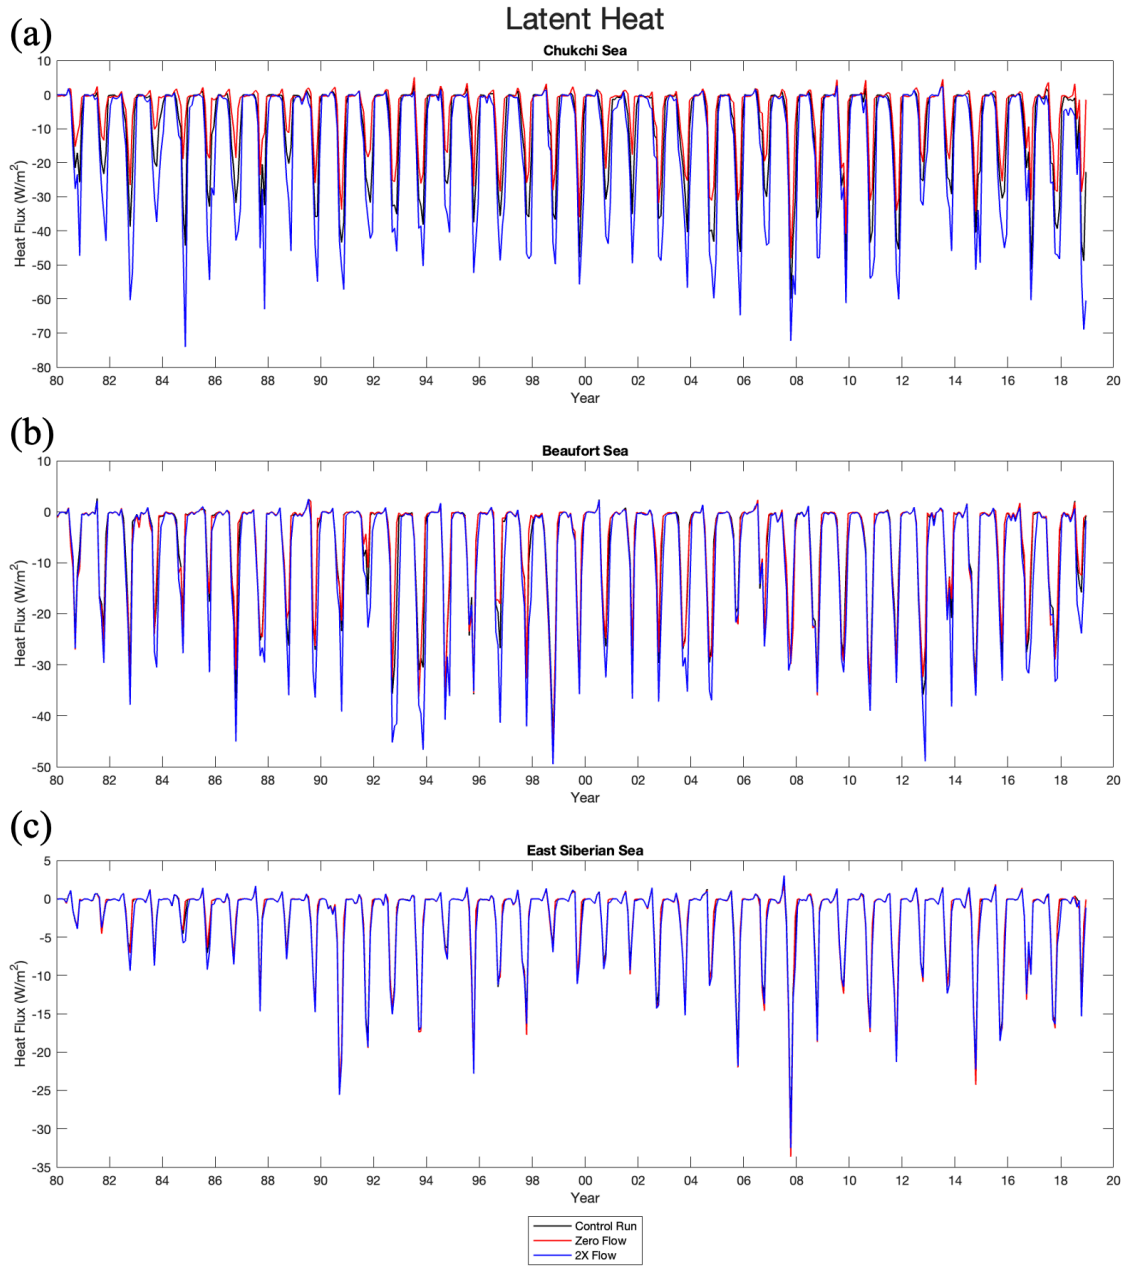 Latent Heat
(a)
Chukchi Sea
10
0
-10
-20
-30
-40
-50
-60
-70
-80
Heat Flux (W/m²)
80 82 84 86 88 90 92 94 96 98 00 02 04 06 08 10 12 14 16 18 20
Year
(b)
Beaufort Sea
10
0
-10
-20
-30
-40
-50
Heat Flux (W/m²)
80 82 84 86 88 90 92 94 96 98 00 02 04 06 08 10 12 14 16 18 20
Year
(c)
East Siberian Sea
5
0
-5
-10
-15
-20
-25
-30
-35
Heat Flux (W/m²)
80 82 84 86 88 90 92 94 96 98 00 02 04 06 08 10 12 14 16 18 20
Year
Control Run
Zero Flow
2X Flow